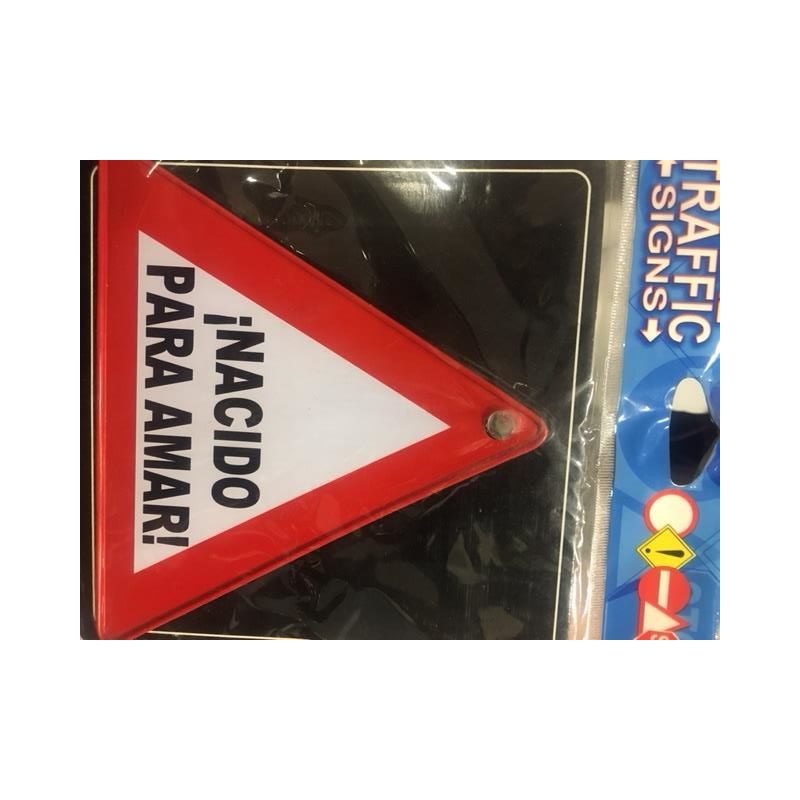 TRAFFIC
SIGNS
¡NACIDO
PARA AMAR!